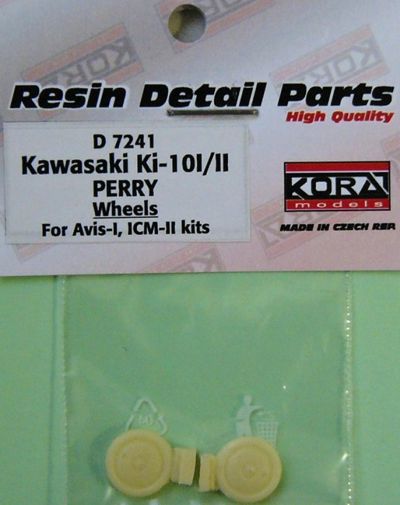 Resin Detail Parts
High Quality
D 7241
Kawasaki Ki-10I/II
PERRY
Wheels
For Avis-I, ICM-II kits
KORA
models
MADE IN CZECH REP.